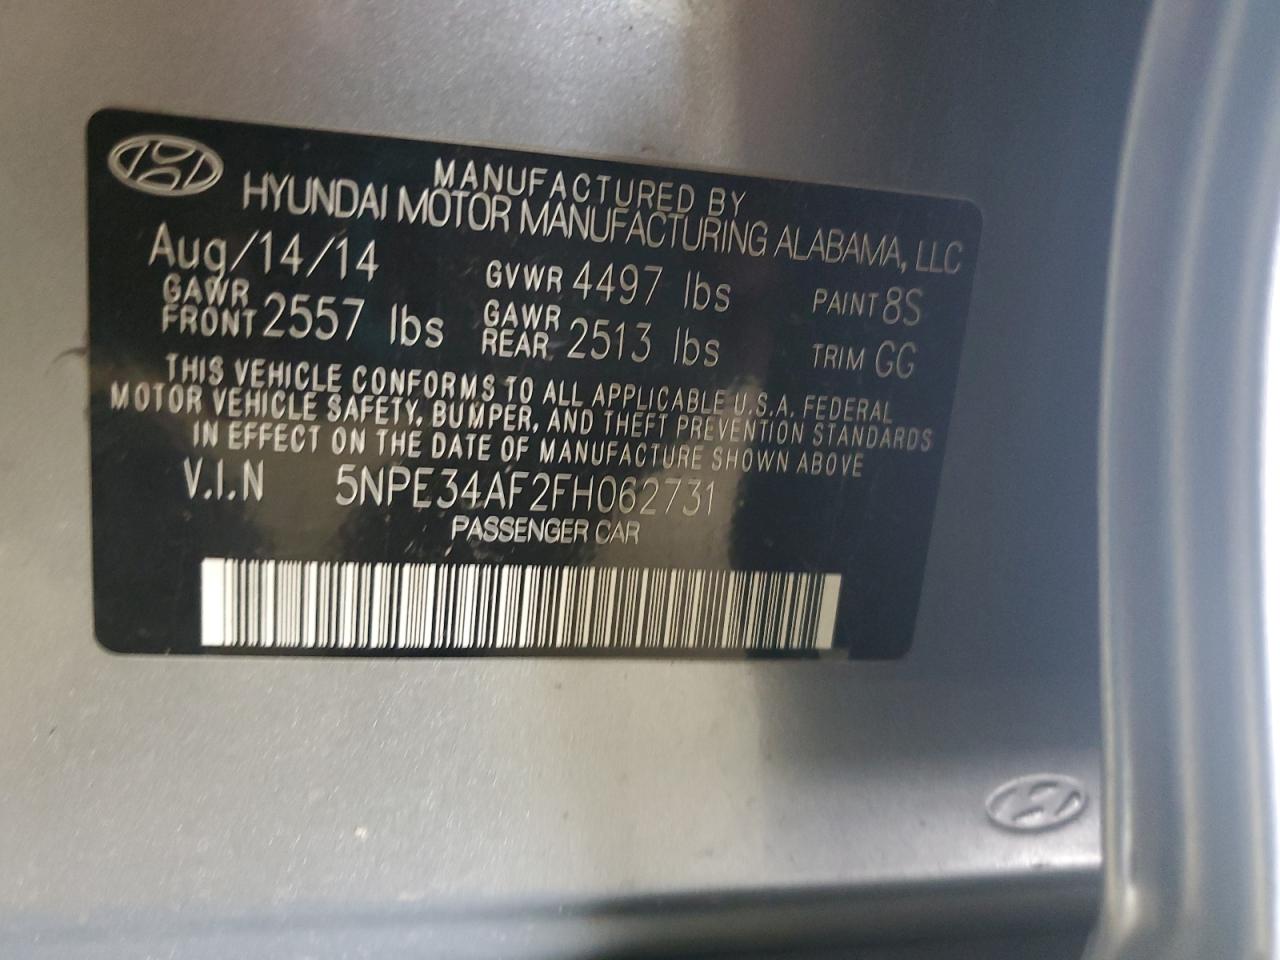 MANUFACTURED BY
HYUNDAI MOTOR MANUFACTURING ALABAMA, LLC
Aug/14/14 GVWR 4497 lbs PAINT 8S
GAWR FRONT 2557 lbs GAWR REAR 2513 lbs TRIM GG
THIS VEHICLE CONFORMS TO ALL APPLICABLE U.S.A. FEDERAL
MOTOR VEHICLE SAFETY, BUMPER, AND THEFT PREVENTION STANDARDS
IN EFFECT ON THE DATE OF MANUFACTURE SHOWN ABOVE
V.I.N 5NPE34AF2FH062731
PASSENGER CAR